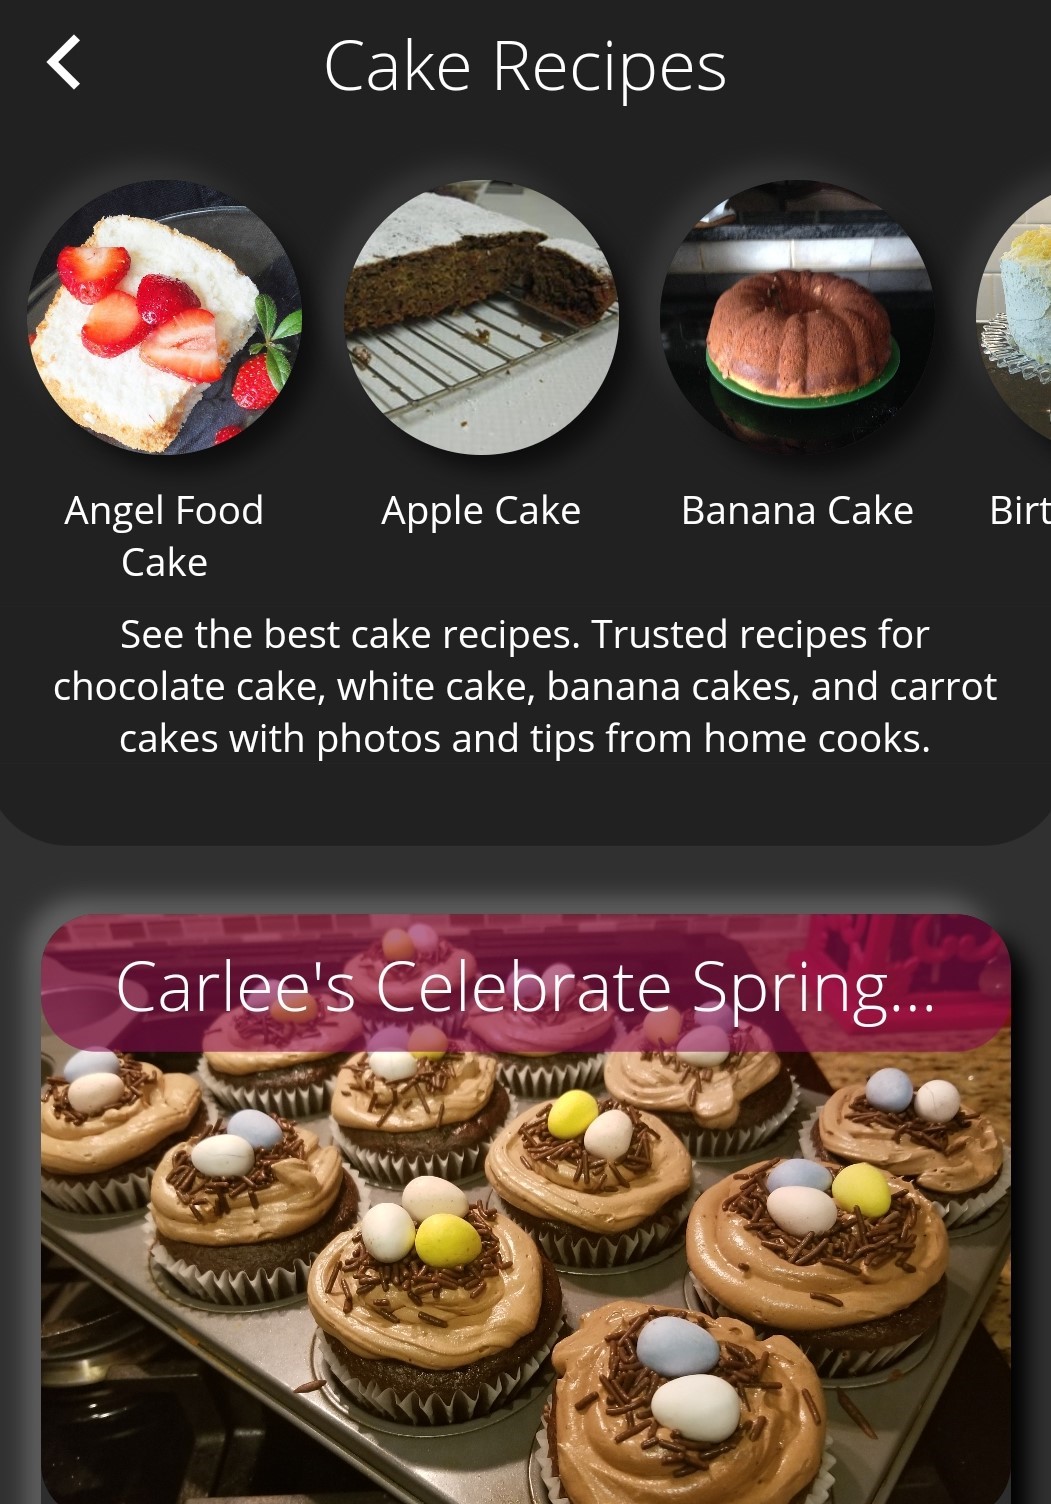 Cake Recipes
Angel Food
Cake
Apple Cake
Banana Cake
Birt
See the best cake recipes. Trusted recipes for
chocolate cake, white cake, banana cakes, and carrot
cakes with photos and tips from home cooks.
Carlee's Celebrate Spring...